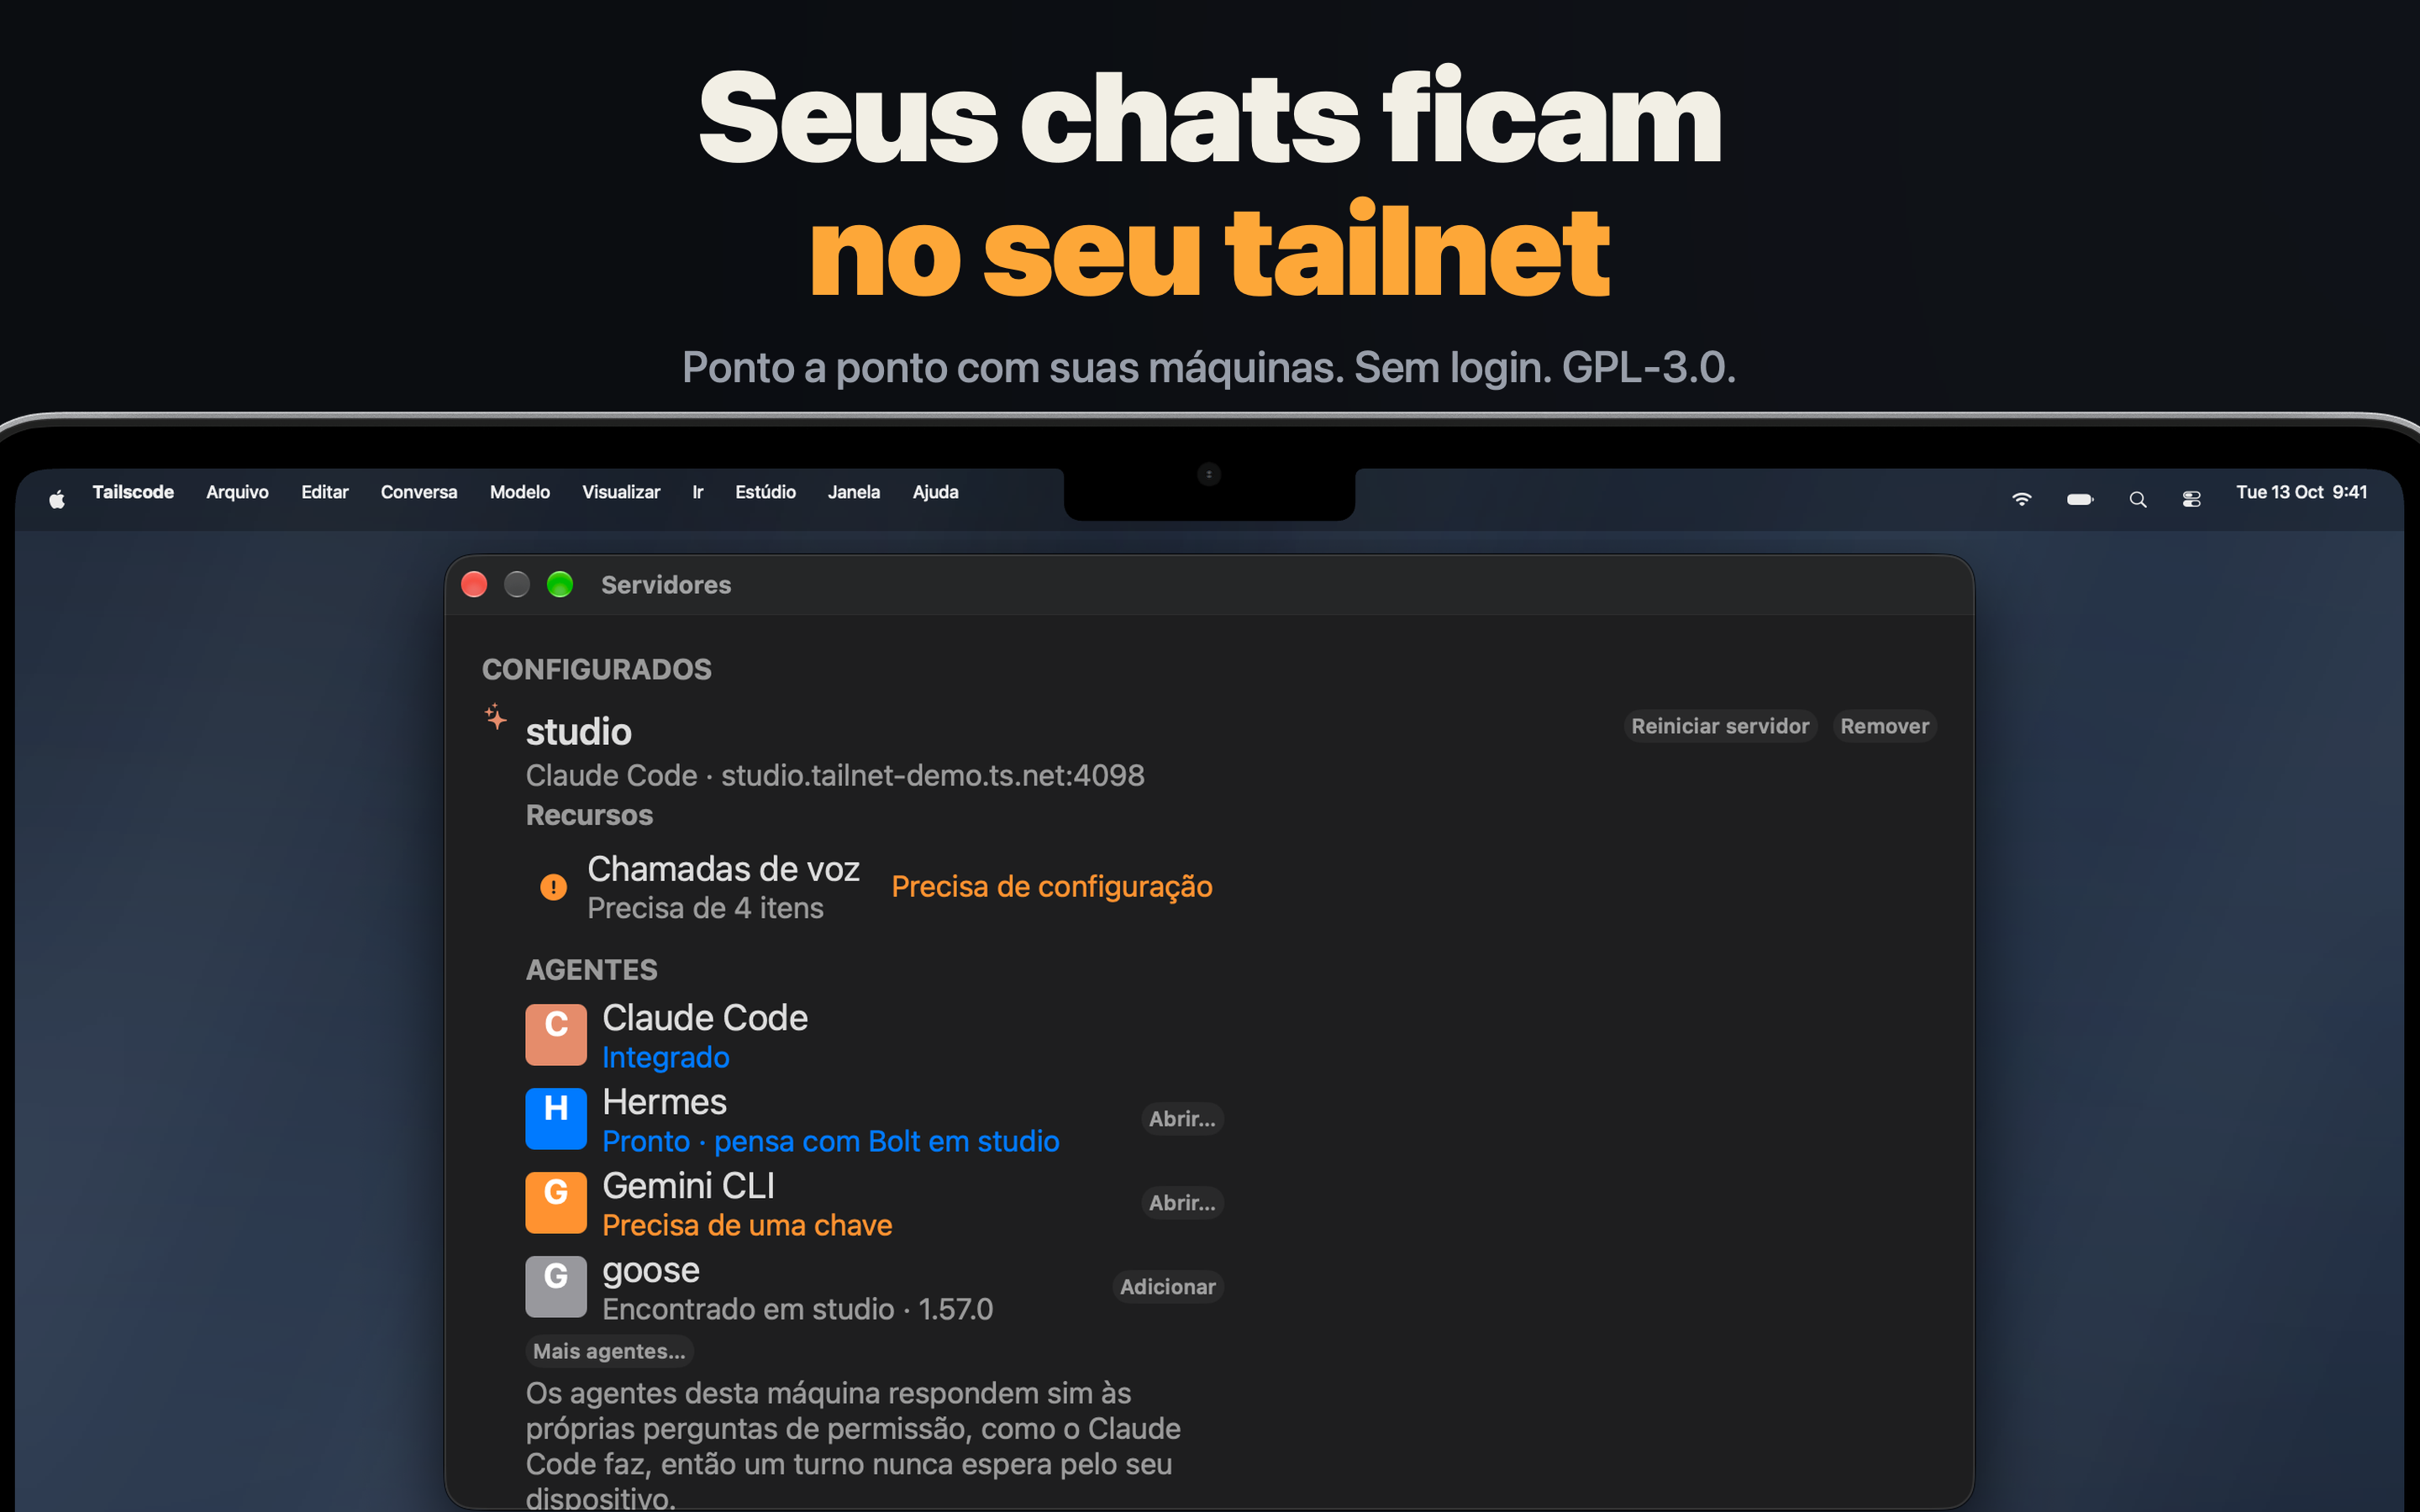 Seus chats ficam
no seu tailnet
Ponto a ponto com suas máquinas. Sem login. GPL-3.0.
Tailscode Arquivo Editar Conversa Modelo Visualizar Ir Estúdio Janela Ajuda Tue 13 Oct 9:41
Servidores
CONFIGURADOS
studio Reiniciar servidor Remover
Claude Code · studio.tailnet-demo.ts.net:4098
Recursos
Chamadas de voz Precisa de configuração
Precisa de 4 itens
AGENTES
C Claude Code
Integrado
H Hermes Abrir...
Pronto · pensa com Bolt em studio
G Gemini CLI Abrir...
Precisa de uma chave
G goose Adicionar
Encontrado em studio · 1.57.0
Mais agentes...
Os agentes desta máquina respondem sim às
próprias perguntas de permissão, como o Claude
Code faz, então um turno nunca espera pelo seu
dispositivo.